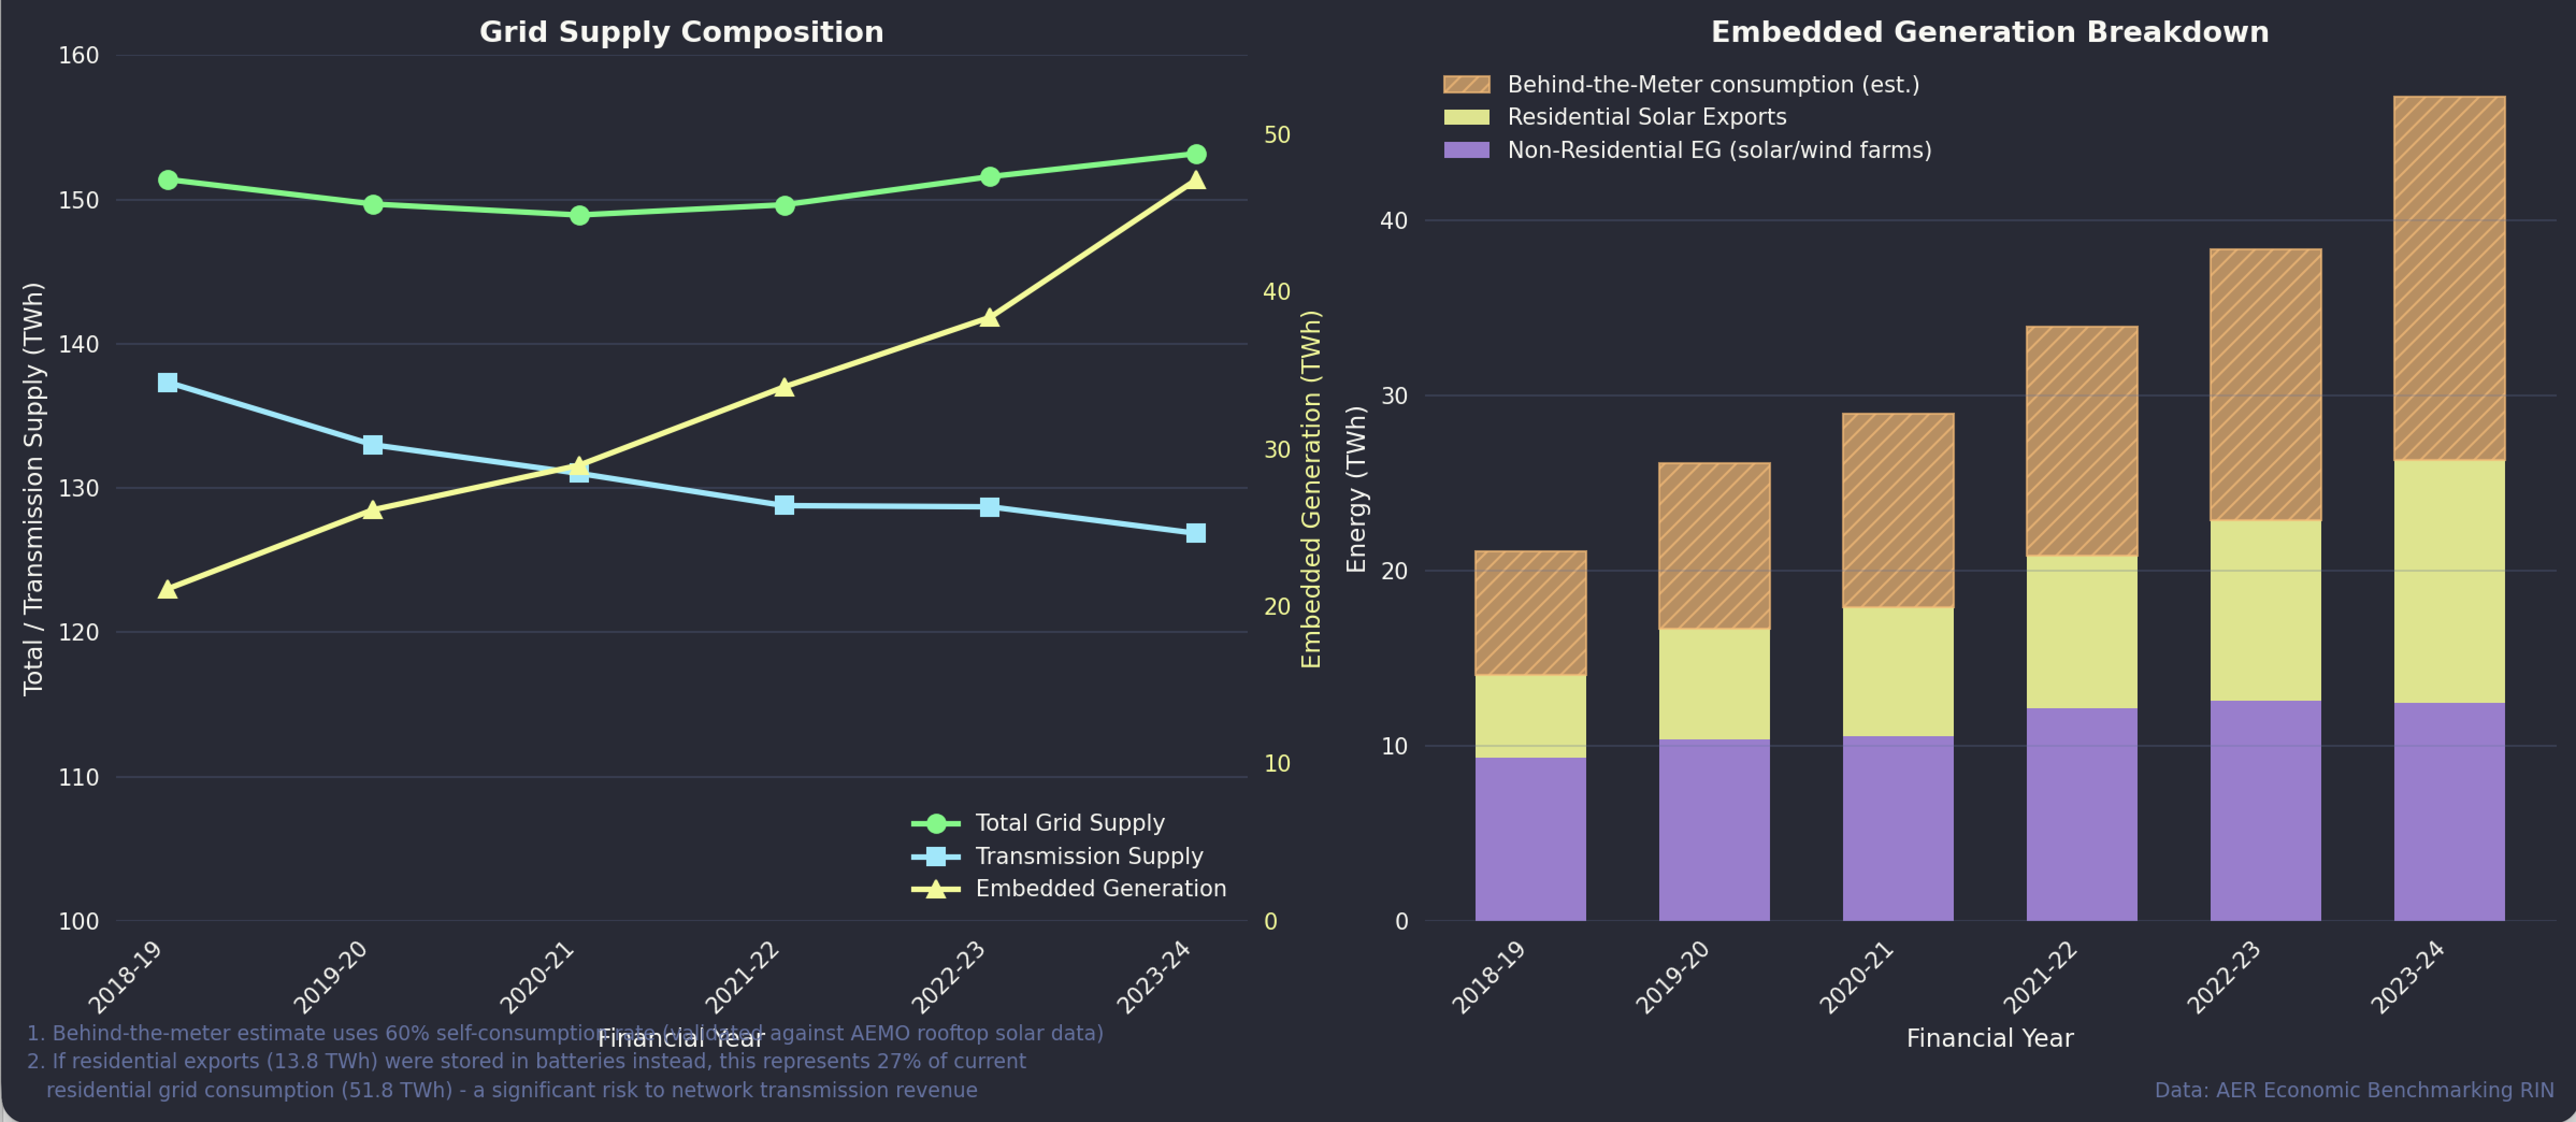 Grid Supply Composition
160
150
140
130
120
110
100
Total / Transmission Supply (TWh)
50
40
30
20
10
0
Embedded Generation (TWh)
Total Grid Supply
Transmission Supply
Embedded Generation
2018-19
2019-20
2020-21
2021-22
2022-23
2023-24
Financial Year
Embedded Generation Breakdown
Behind-the-Meter consumption (est.)
Residential Solar Exports
Non-Residential EG (solar/wind farms)
40
30
20
10
0
Energy (TWh)
2018-19
2019-20
2020-21
2021-22
2022-23
2023-24
Financial Year
1. Behind-the-meter estimate uses 60% self-consumption rate (validated against AEMO rooftop solar data)
2. If residential exports (13.8 TWh) were stored in batteries instead, this represents 27% of current
residential grid consumption (51.8 TWh) - a significant risk to network transmission revenue
Data: AER Economic Benchmarking RIN